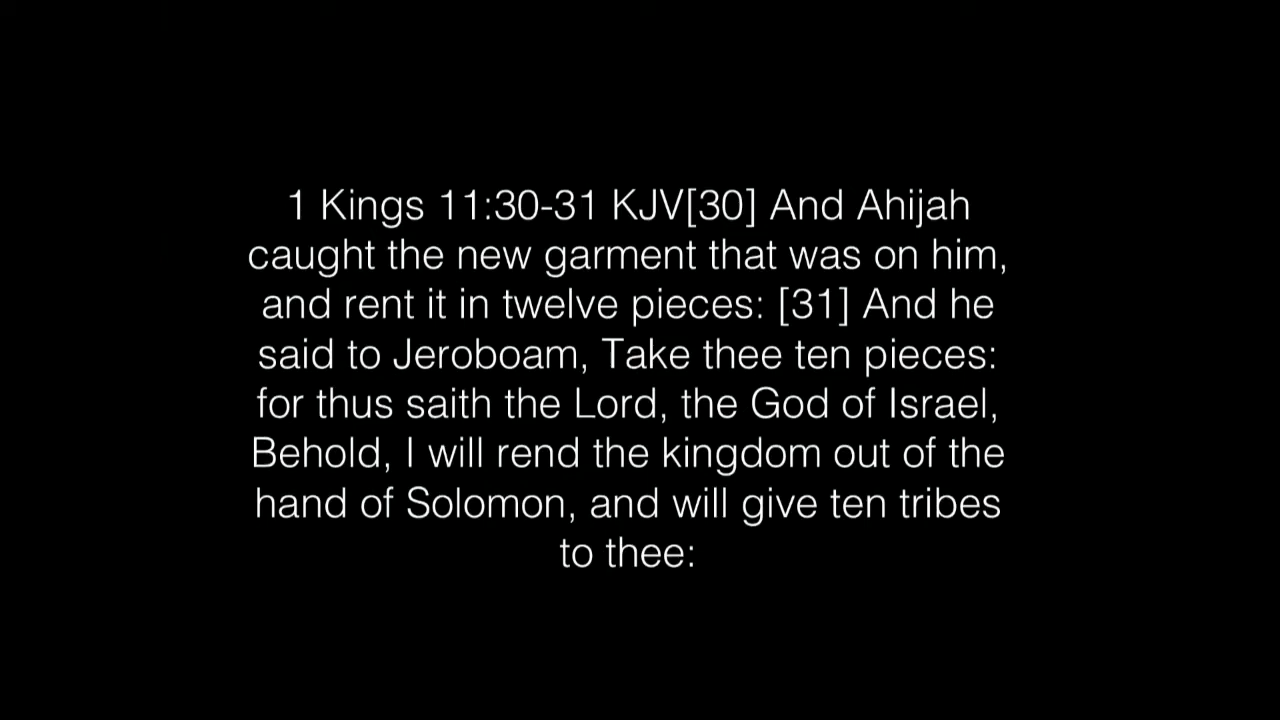 1 Kings 11:30-31 KJV[30] And Ahijah
caught the new garment that was on him,
and rent it in twelve pieces: [31] And he
said to Jeroboam, Take thee ten pieces:
for thus saith the Lord, the God of Israel,
Behold, I will rend the kingdom out of the
hand of Solomon, and will give ten tribes
to thee: